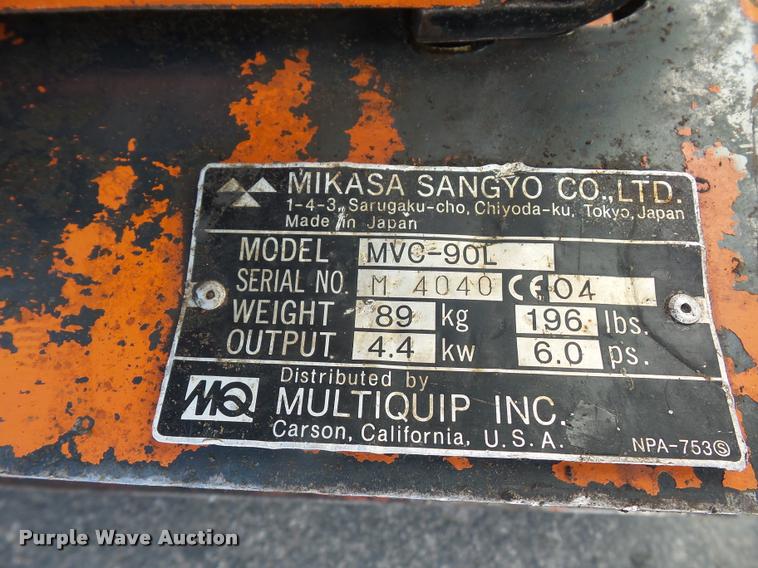 MIKASA SANGYO CO.,LTD.
1-4-3, Sarugaku-cho, Chiyoda-ku, Tokyo, Japan
Made in Japan
MODEL MVC-90L
SERIAL NO. M 4040 CE 04
WEIGHT 89 kg 196 lbs.
OUTPUT 4.4 kw 6.0 ps.
MQ Distributed by
MULTIQUIP INC.
Carson, California, U.S.A.
NPA-753Ⓢ
Purple Wave Auction